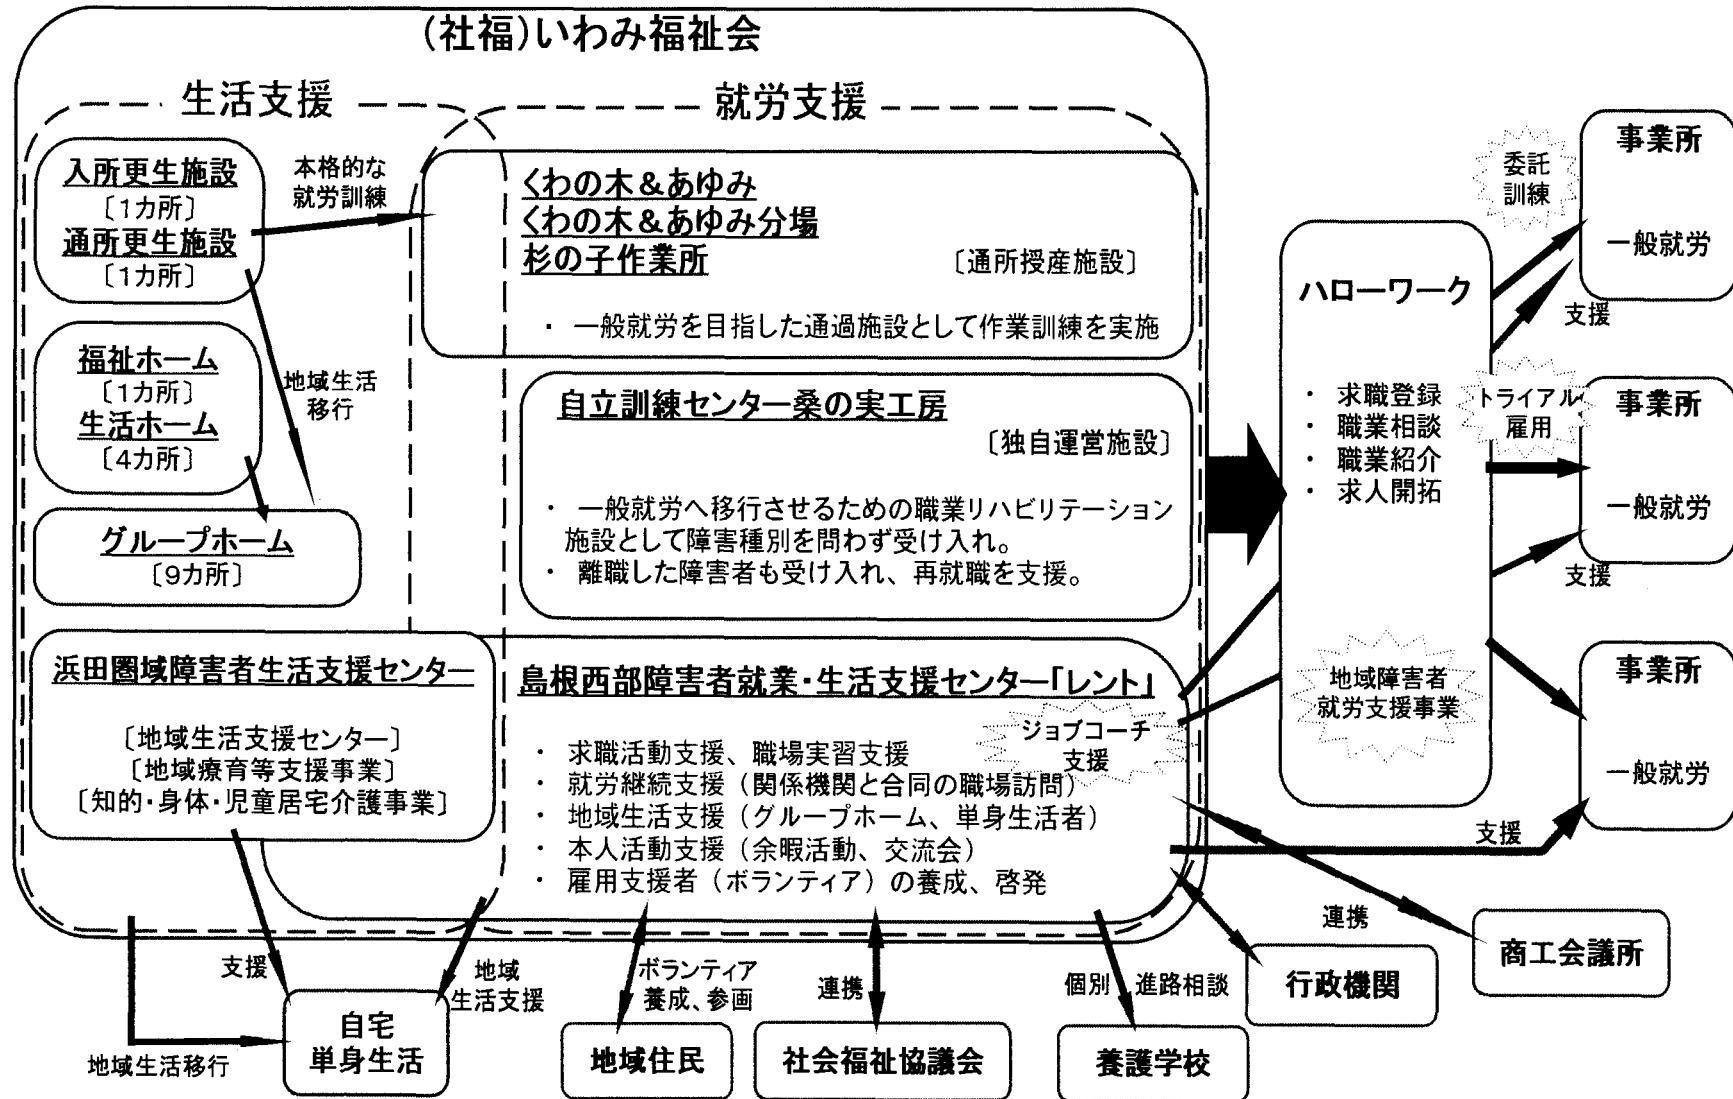 (社福)いわみ福祉会
生活支援
就労支援
入所更生施設
〔1カ所〕
通所更生施設
〔1カ所〕
本格的な
就労訓練
くわの木&あゆみ
くわの木&あゆみ分場
杉の子作業所
〔通所授産施設〕
・ 一般就労を目指した通過施設として作業訓練を実施
福祉ホーム
〔1カ所〕
生活ホーム
〔4カ所〕
地域生活
移行
グループホーム
〔9カ所〕
自立訓練センター桑の実工房
〔独自運営施設〕
・ 一般就労へ移行させるための職業リハビリテーション
施設として障害種別を問わず受け入れ。
・ 離職した障害者も受け入れ、再就職を支援。
浜田圏域障害者生活支援センター
〔地域生活支援センター〕
〔地域療育等支援事業〕
〔知的・身体・児童居宅介護事業〕
島根西部障害者就業・生活支援センター「レント」
ジョブコーチ
支援
・ 求職活動支援、職場実習支援
・ 就労継続支援(関係機関と合同の職場訪問)
・ 地域生活支援(グループホーム、単身生活者)
・ 本人活動支援(余暇活動、交流会)
・ 雇用支援者(ボランティア)の養成、啓発
ハローワーク
・ 求職登録
・ 職業相談
・ 職業紹介
・ 求人開拓
地域障害者
就労支援事業
委託
訓練
事業所
一般就労
支援
トライアル
雇用
事業所
一般就労
支援
事業所
一般就労
支援
地域生活移行
支援
地域
生活支援
自宅
単身生活
ボランティア
養成、参画
地域住民
連携
社会福祉協議会
個別 進路相談
養護学校
行政機関
連携
商工会議所